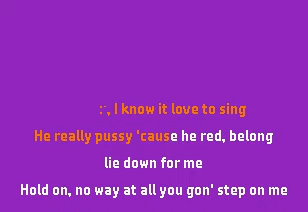 , I know it love to sing
He really pussy 'cause he red, belong
lie down for me
Hold on, no way at all you gon' step on me